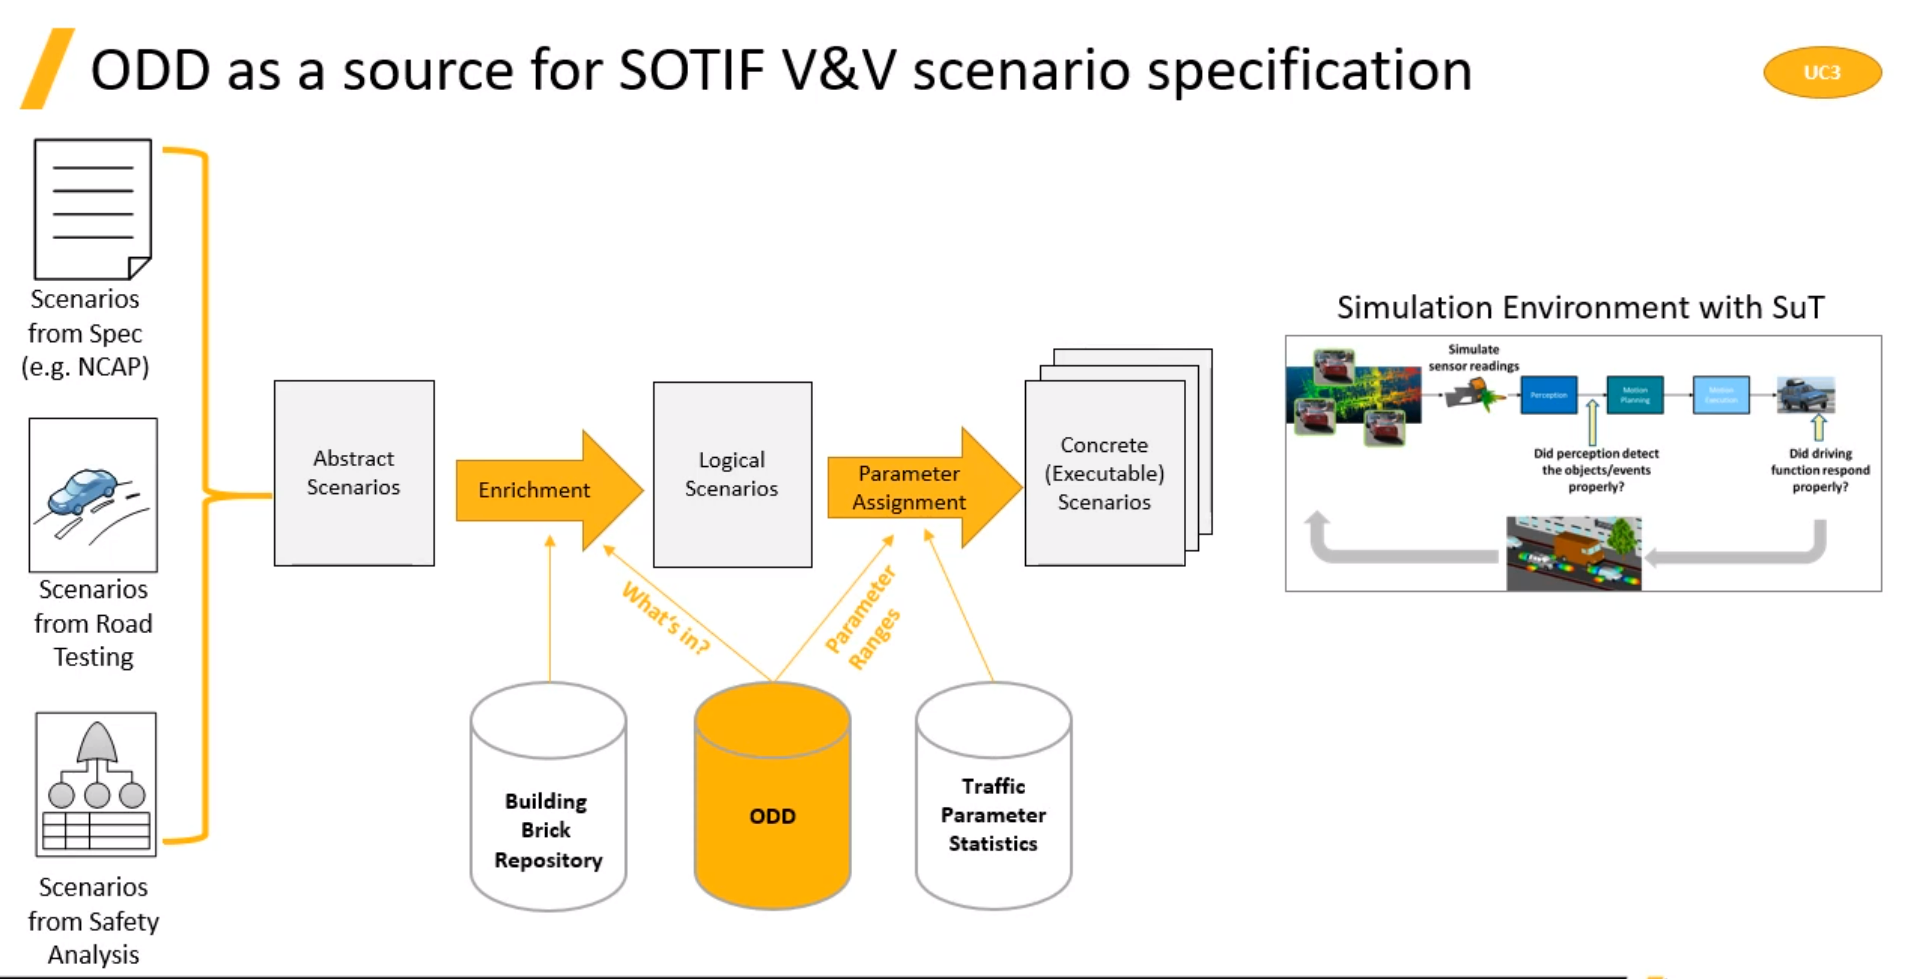 ODD as a source for SOTIF V&V scenario specification
UC3
Scenarios
from Spec
(e.g. NCAP)
Scenarios
from Road
Testing
Scenarios
from Safety
Analysis
Abstract
Scenarios
Enrichment
Logical
Scenarios
Parameter
Assignment
Concrete
(Executable)
Scenarios
What's in?
Parameter
Ranges
Building
Brick
Repository
ODD
Traffic
Parameter
Statistics
Simulation Environment with SuT
Simulate
sensor readings
Perception
Motion
Planning
Motion
Execution
Did perception detect
the objects/events
properly?
Did driving
function respond
properly?